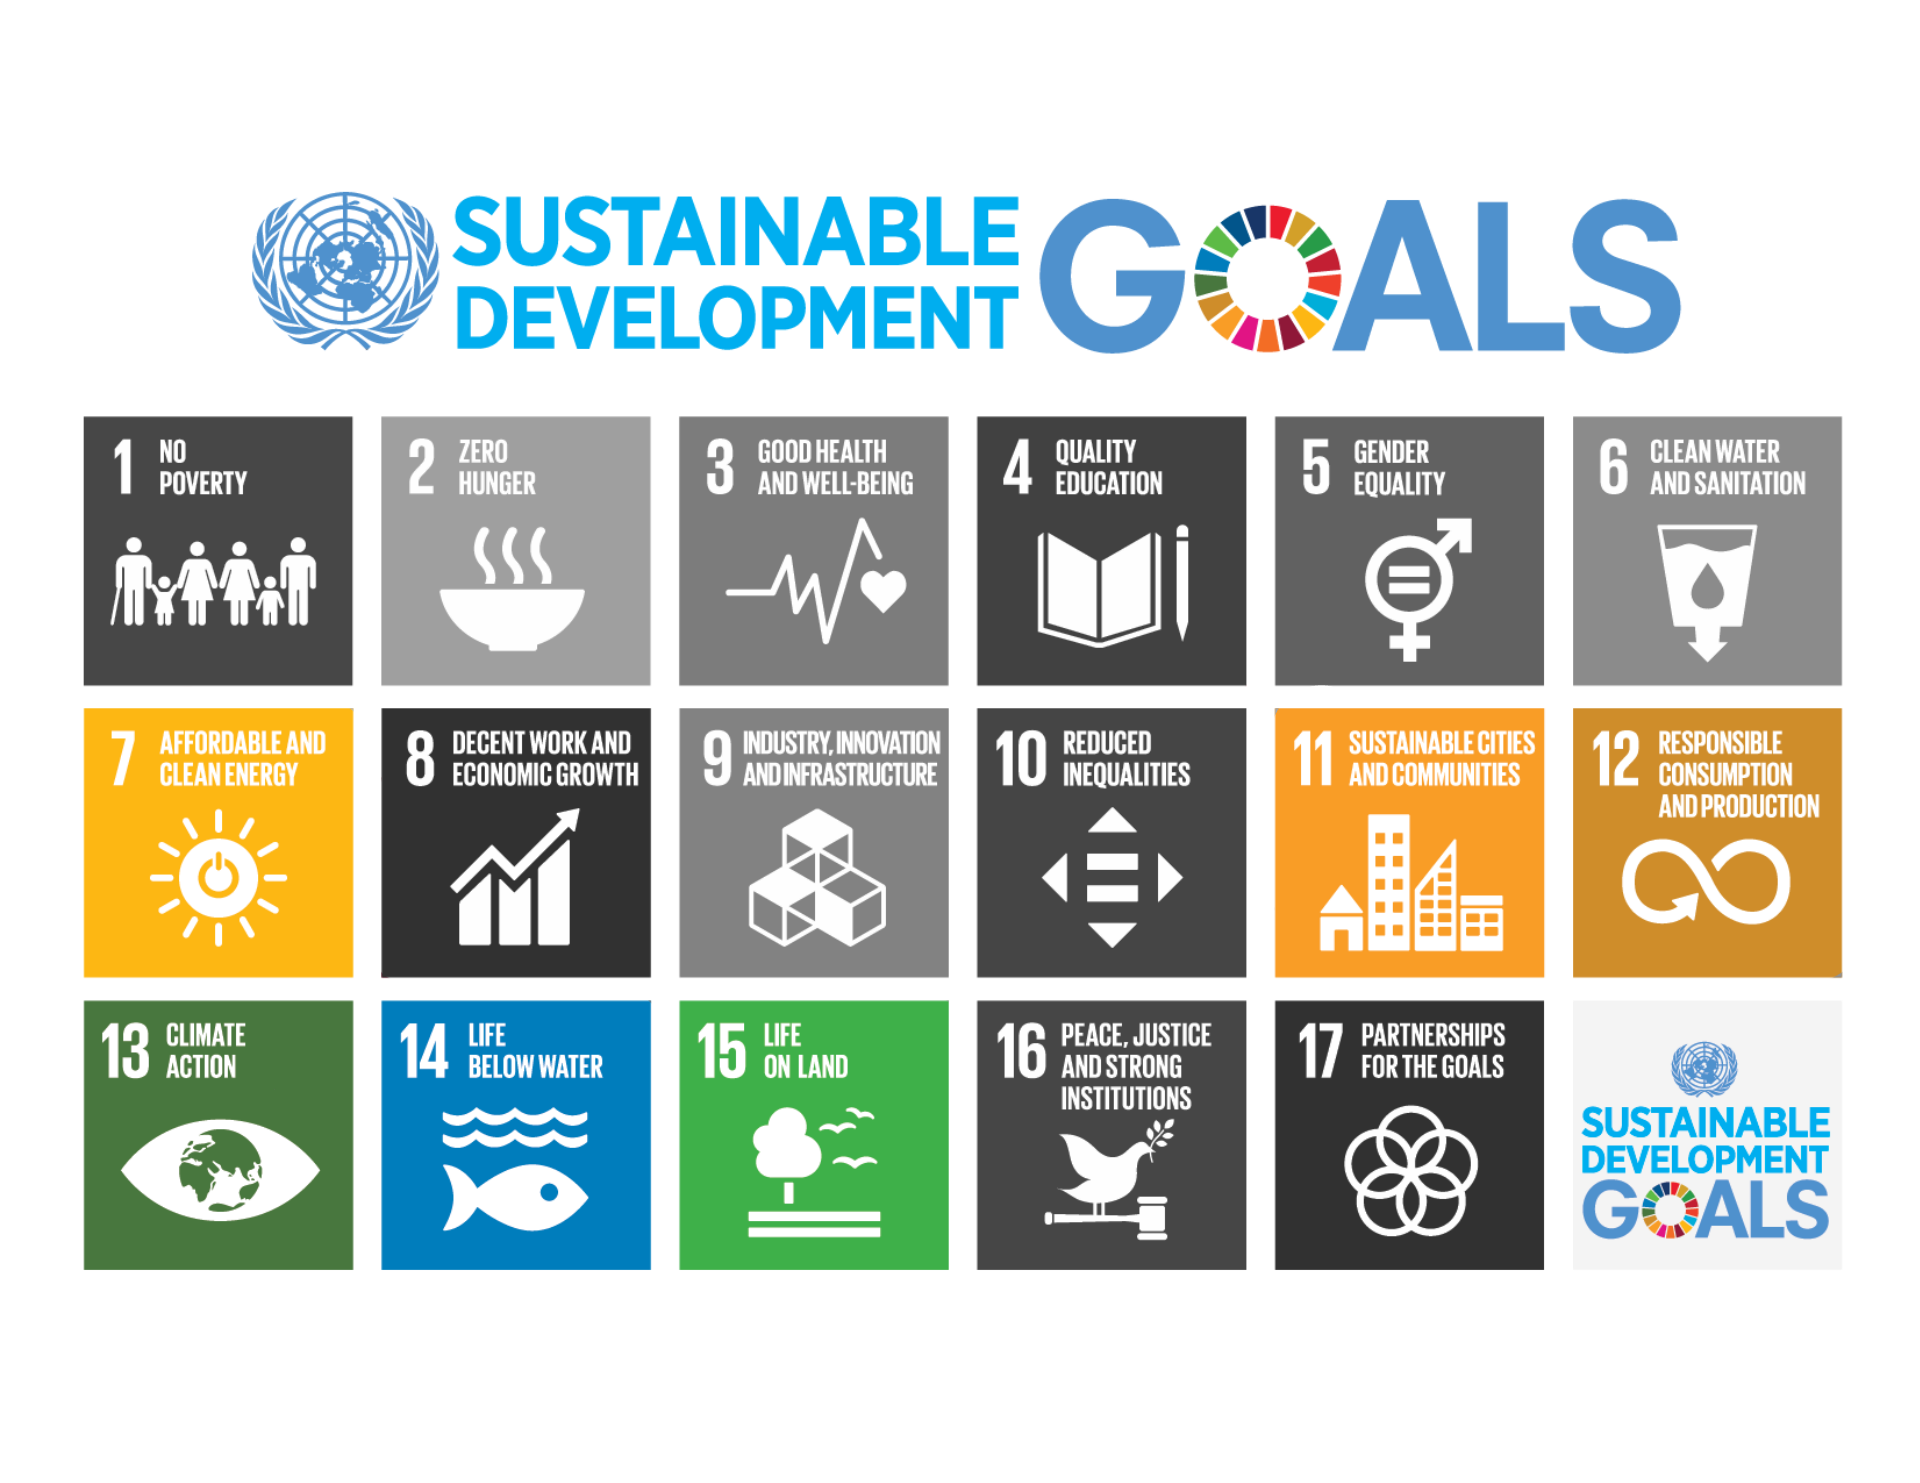 SUSTAINABLE
DEVELOPMENT
GOALS
1 NO
POVERTY
2 ZERO
HUNGER
3 GOOD HEALTH
AND WELL-BEING
4 QUALITY
EDUCATION
5 GENDER
EQUALITY
6 CLEAN WATER
AND SANITATION
7 AFFORDABLE AND
CLEAN ENERGY
8 DECENT WORK AND
ECONOMIC GROWTH
9 INDUSTRY, INNOVATION
AND INFRASTRUCTURE
10 REDUCED
INEQUALITIES
11 SUSTAINABLE CITIES
AND COMMUNITIES
12 RESPONSIBLE
CONSUMPTION
AND PRODUCTION
13 CLIMATE
ACTION
14 LIFE
BELOW WATER
15 LIFE
ON LAND
16 PEACE, JUSTICE
AND STRONG
INSTITUTIONS
17 PARTNERSHIPS
FOR THE GOALS
SUSTAINABLE
DEVELOPMENT
GOALS